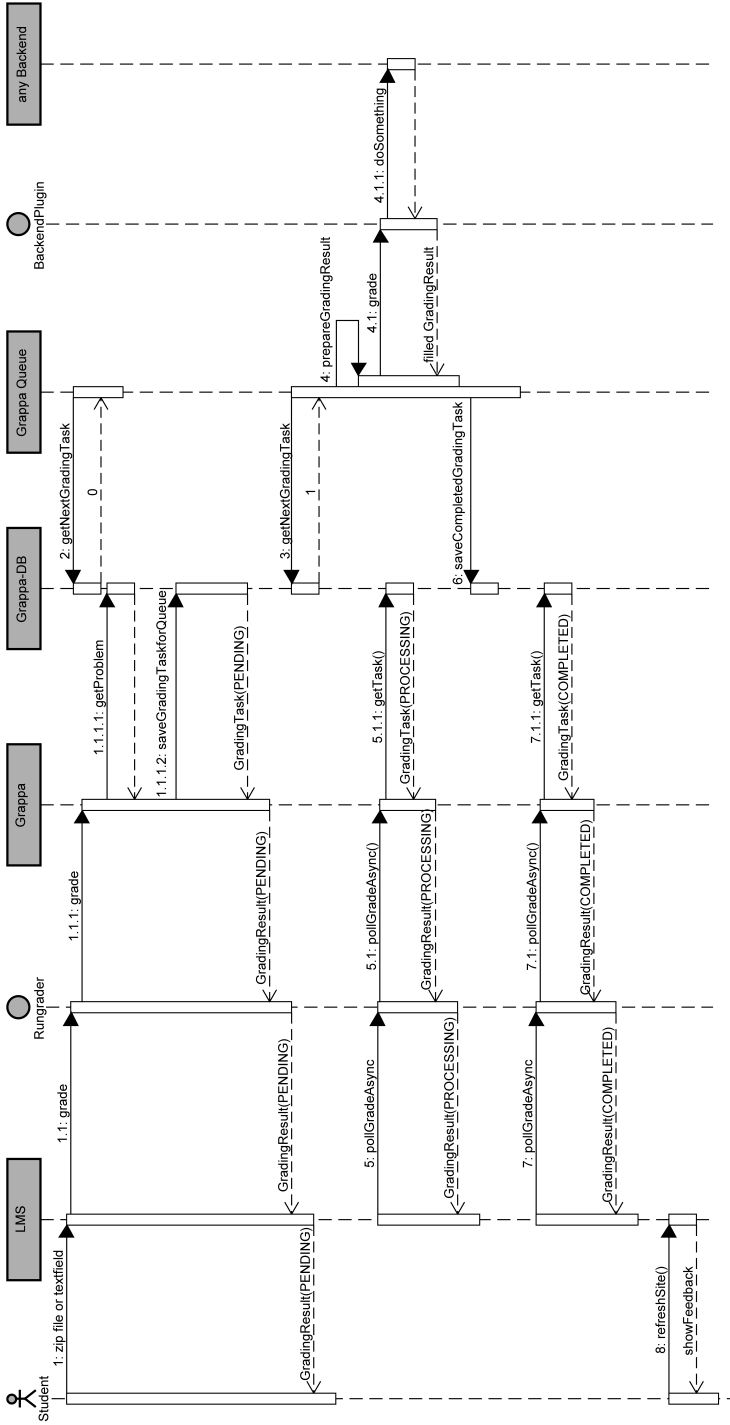 Student
LMS
Rungrader
Grappa
Grappa-DB
Grappa Queue
BackendPlugin
any Backend
1: zip file or textfield
1.1: grade
1.1.1: grade
2: getNextGradingTask
0
1.1.1.1: getProblem
1.1.1.2: saveGradingTaskforQueue
GradingTask(PENDING)
GradingResult(PENDING)
GradingResult(PENDING)
GradingResult(PENDING)
3: getNextGradingTask
1
4: prepareGradingResult
4.1: grade
4.1.1: doSomething
filled GradingResult
5: pollGradeAsync
5.1: pollGradeAsync()
5.1.1: getTask()
GradingTask(PROCESSING)
GradingResult(PROCESSING)
GradingResult(PROCESSING)
6: saveCompletedGradingTask
7: pollGradeAsync
7.1: pollGradeAsync()
7.1.1: getTask()
GradingTask(COMPLETED)
GradingResult(COMPLETED)
GradingResult(COMPLETED)
8: refreshSite()
showFeedback